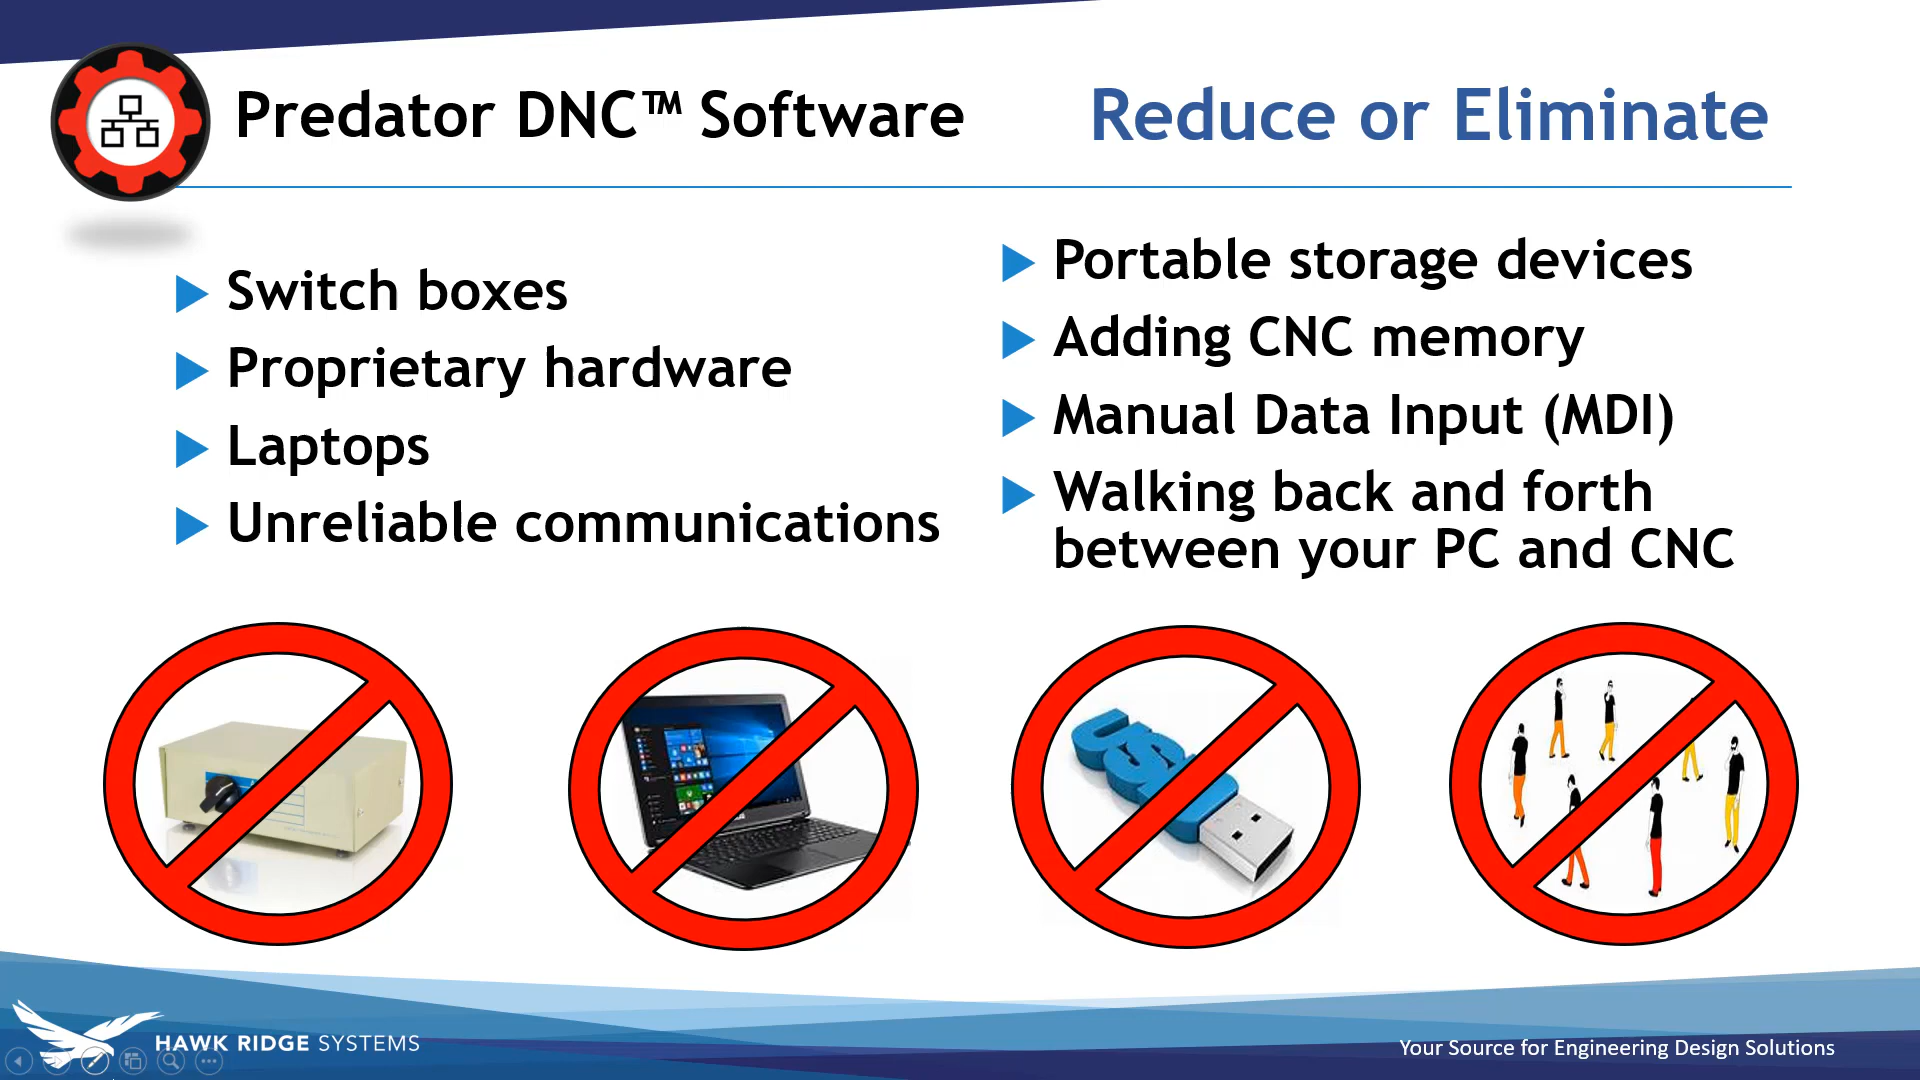 Predator DNC™ Software
Reduce or Eliminate
Switch boxes
Proprietary hardware
Laptops
Unreliable communications
Portable storage devices
Adding CNC memory
Manual Data Input (MDI)
Walking back and forth
between your PC and CNC
USB
HAWK RIDGE SYSTEMS
Your Source for Engineering Design Solutions